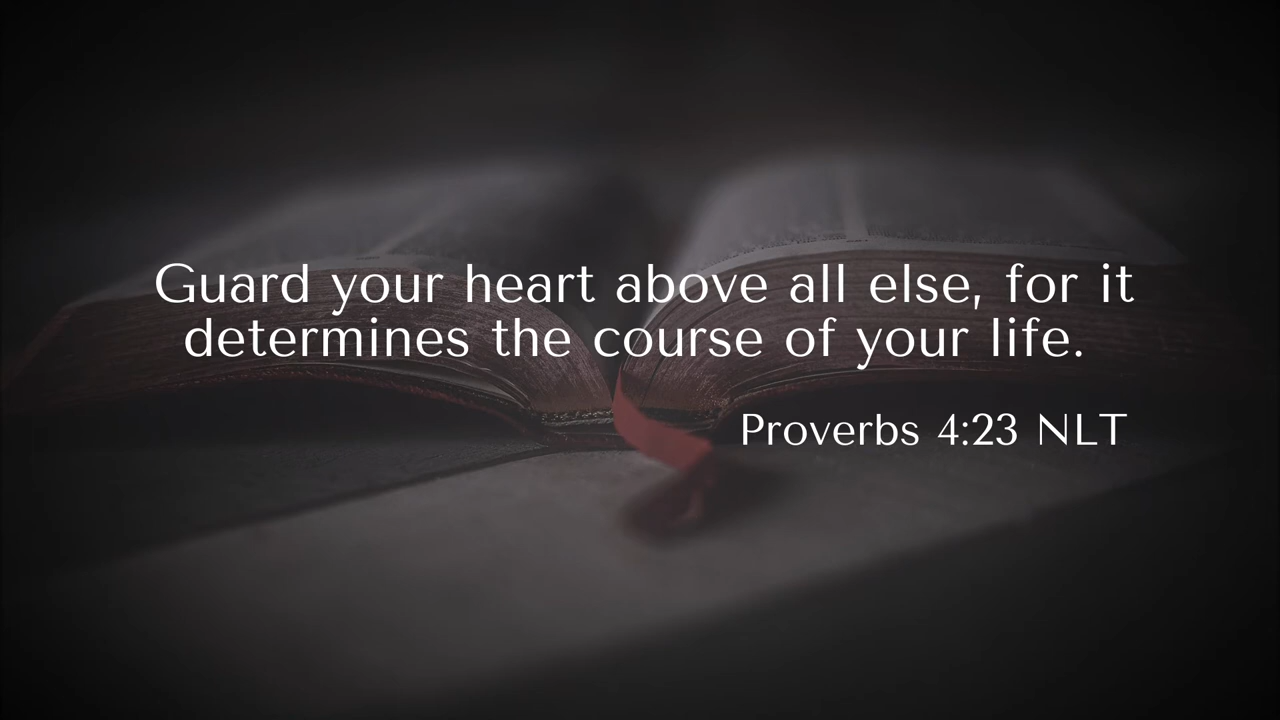 Guard your heart above all else, for it
determines the course of your life.
Proverbs 4:23 NLT